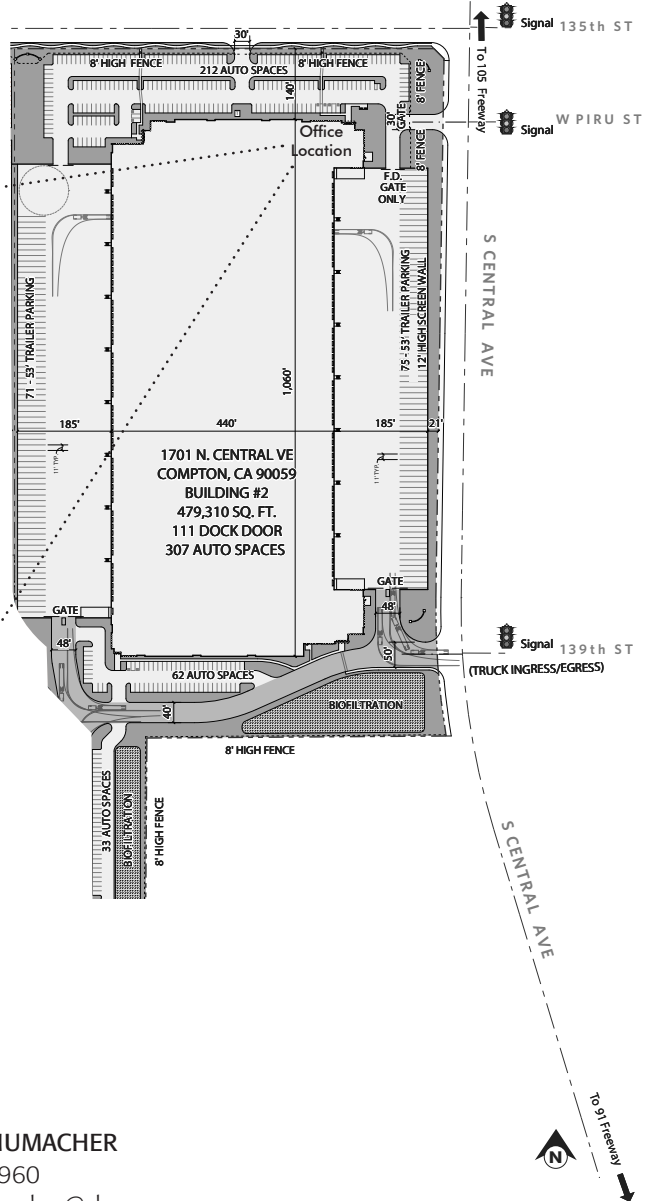 Signal 135th ST
30'
To 105 Freeway
8' HIGH FENCE
8' HIGH FENCE
212 AUTO SPACES
8' FENCE
140'
30'
GATE
Signal W PIRU ST
Office
Location
8' FENCE
F.D.
GATE
ONLY
S CENTRAL AVE
71 - 53' TRAILER PARKING
75 - 53' TRAILER PARKING
12' HIGH SCREEN WALL
1,060'
185'
440'
185'
21'
11' TYP.
11' TYP.
1701 N. CENTRAL VE
COMPTON, CA 90059
BUILDING #2
479,310 SQ. FT.
111 DOCK DOOR
307 AUTO SPACES
GATE
GATE
48'
48'
50'
Signal 139th ST
(TRUCK INGRESS/EGRESS)
62 AUTO SPACES
40'
BIOFILTRATION
8' HIGH FENCE
33 AUTO SPACES
BIOFILTRATION
8' HIGH FENCE
S CENTRAL AVE
To 91 Freeway
N
UMACHER
960